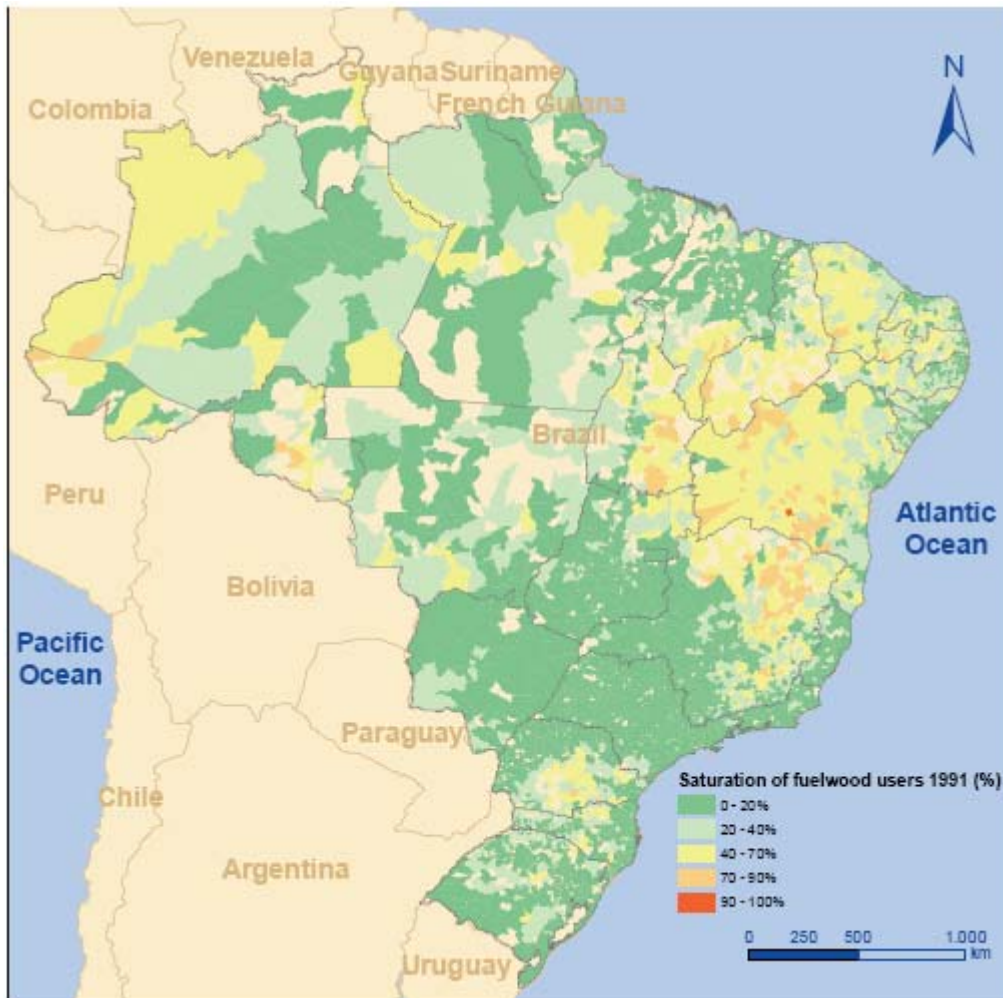 Venezuela
Guyana
Suriname
French Guiana
Colombia
N
Brazil
Peru
Atlantic
Ocean
Bolivia
Pacific
Ocean
Paraguay
Chile
Argentina
Uruguay
Saturation of fuelwood users 1991 (%)
0 - 20%
20 - 40%
40 - 70%
70 - 90%
90 - 100%
0 250 500 1.000
km